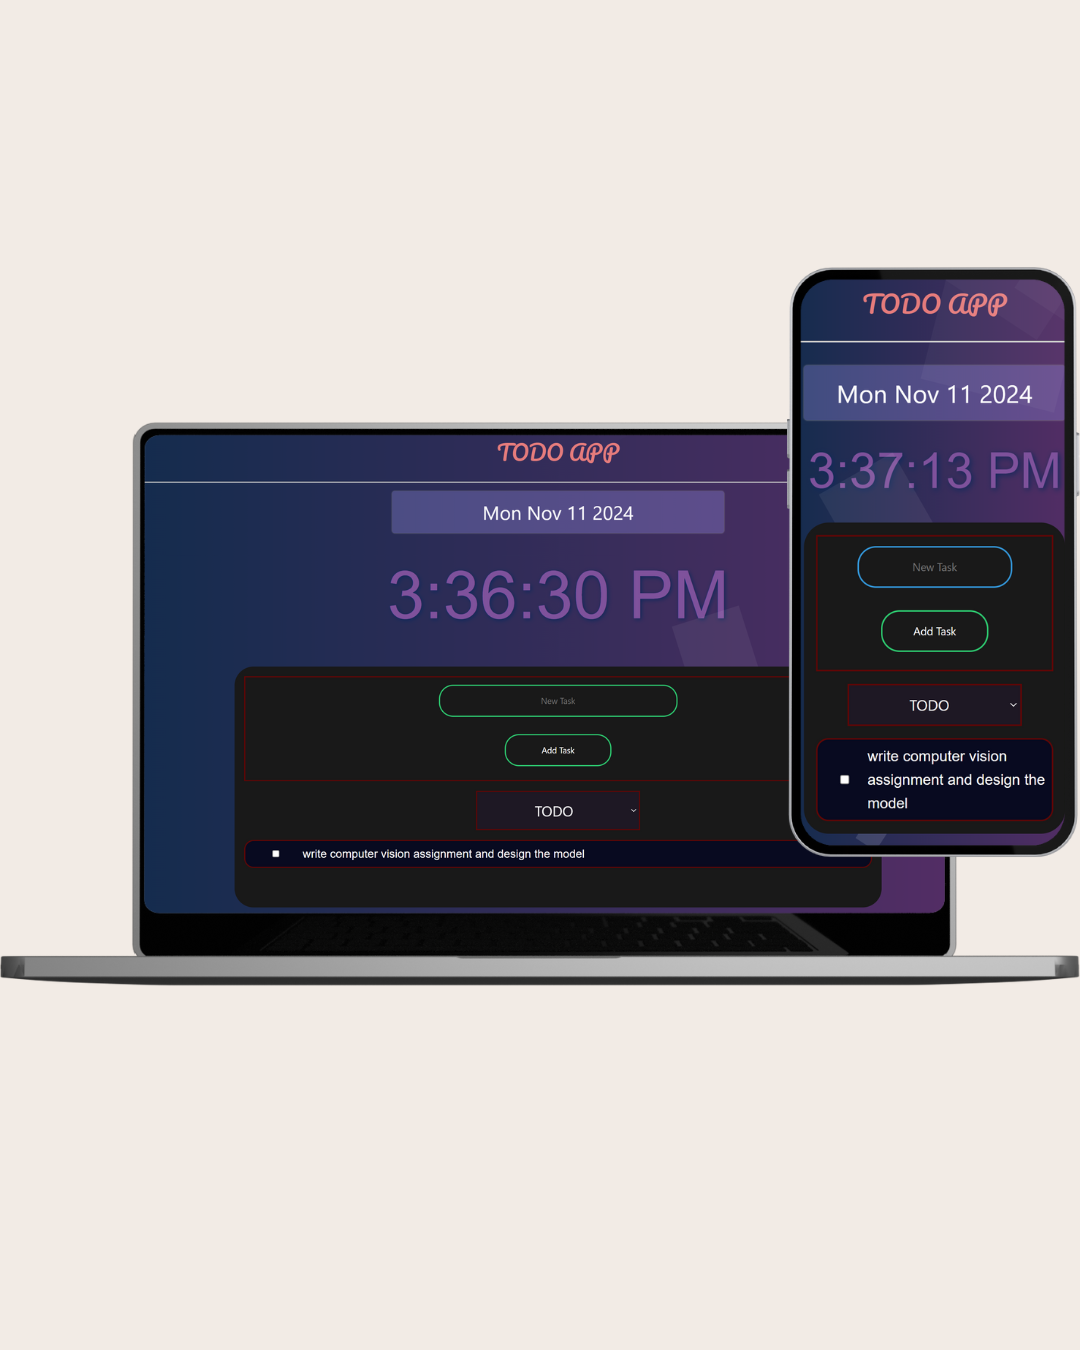 TODO APP
Mon Nov 11 2024
3:36:30 PM
New Task
Add Task
TODO
write computer vision assignment and design the model
TODO APP
Mon Nov 11 2024
3:37:13 PM
New Task
Add Task
TODO
write computer vision
assignment and design the
model